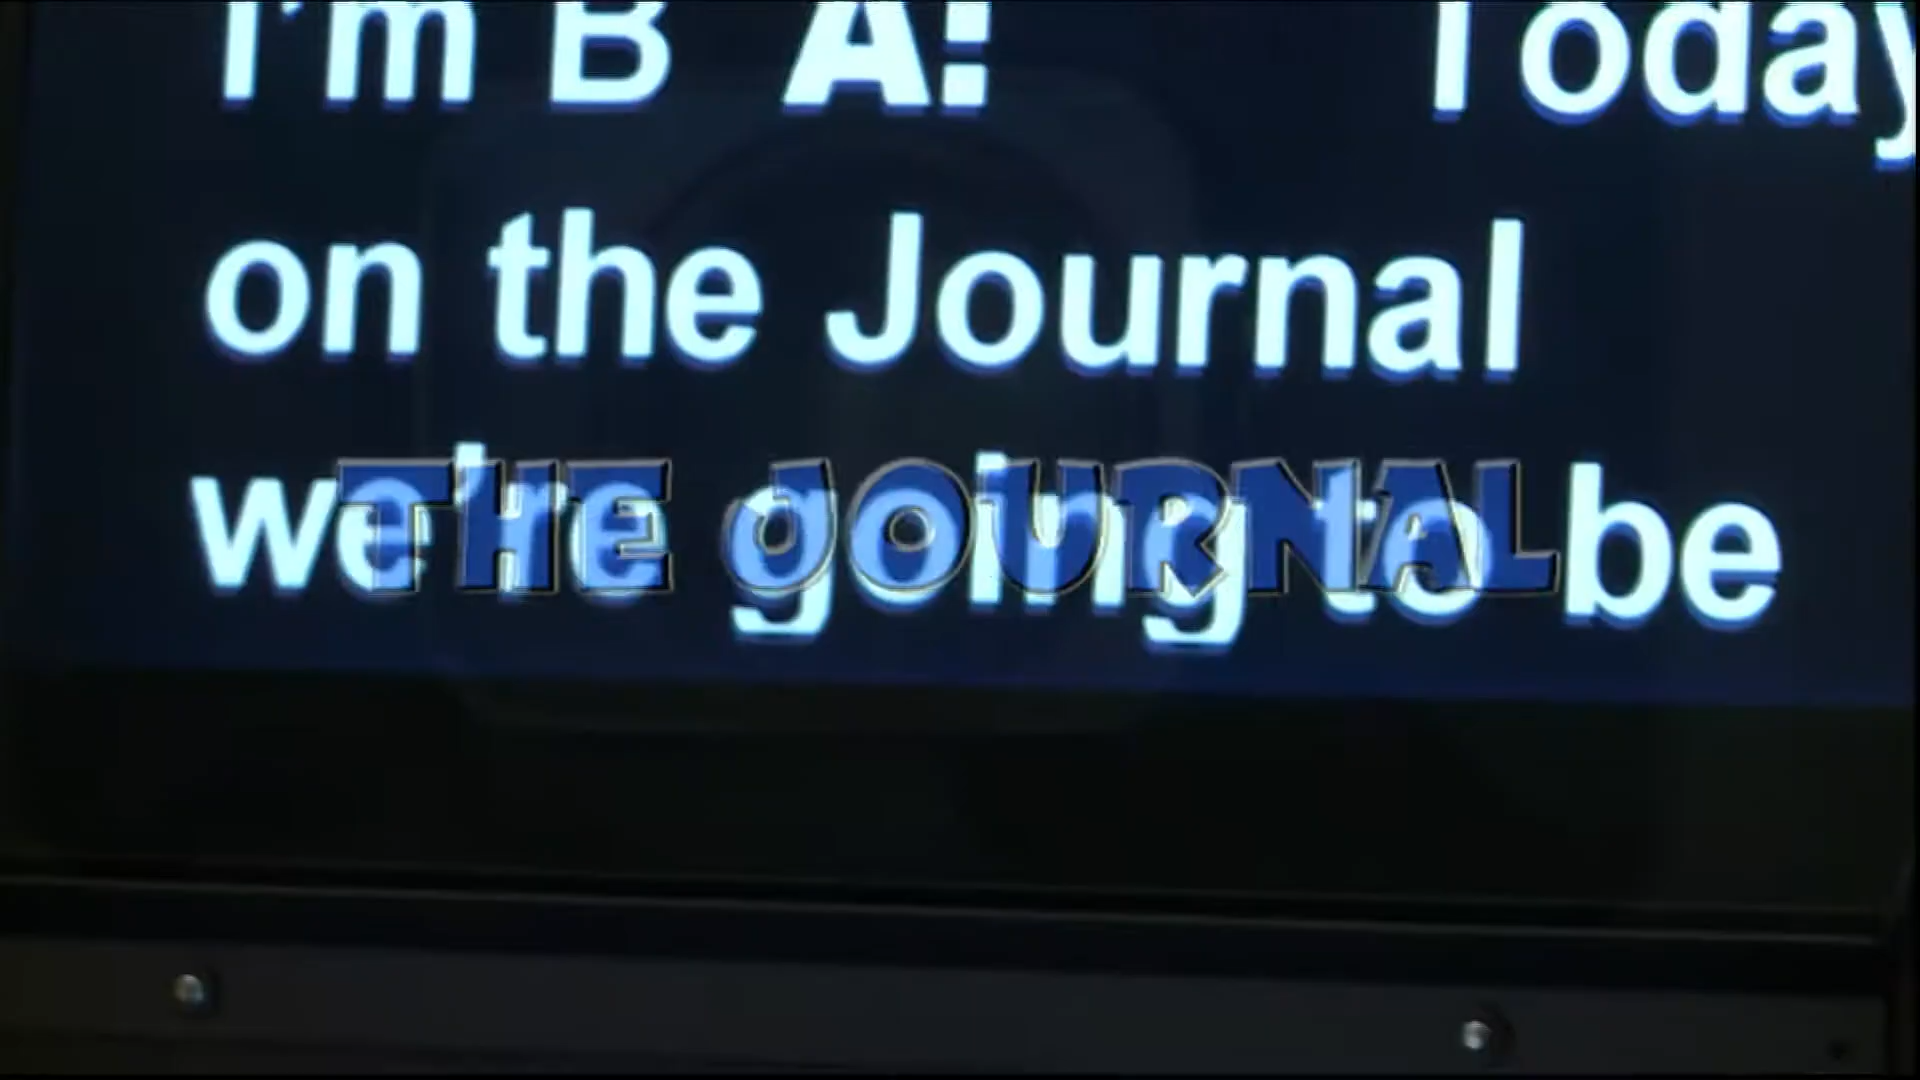 I'm B A: Today
on the Journal
we're going to be
THE JOURNAL